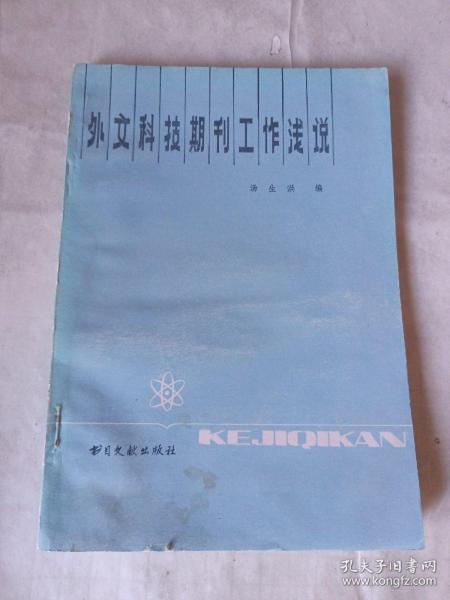 外文科技期刊工作浅说
汤生洪 编
KEJIQIKAN
书目文献出版社
孔夫子旧书网
www.kongfz.com